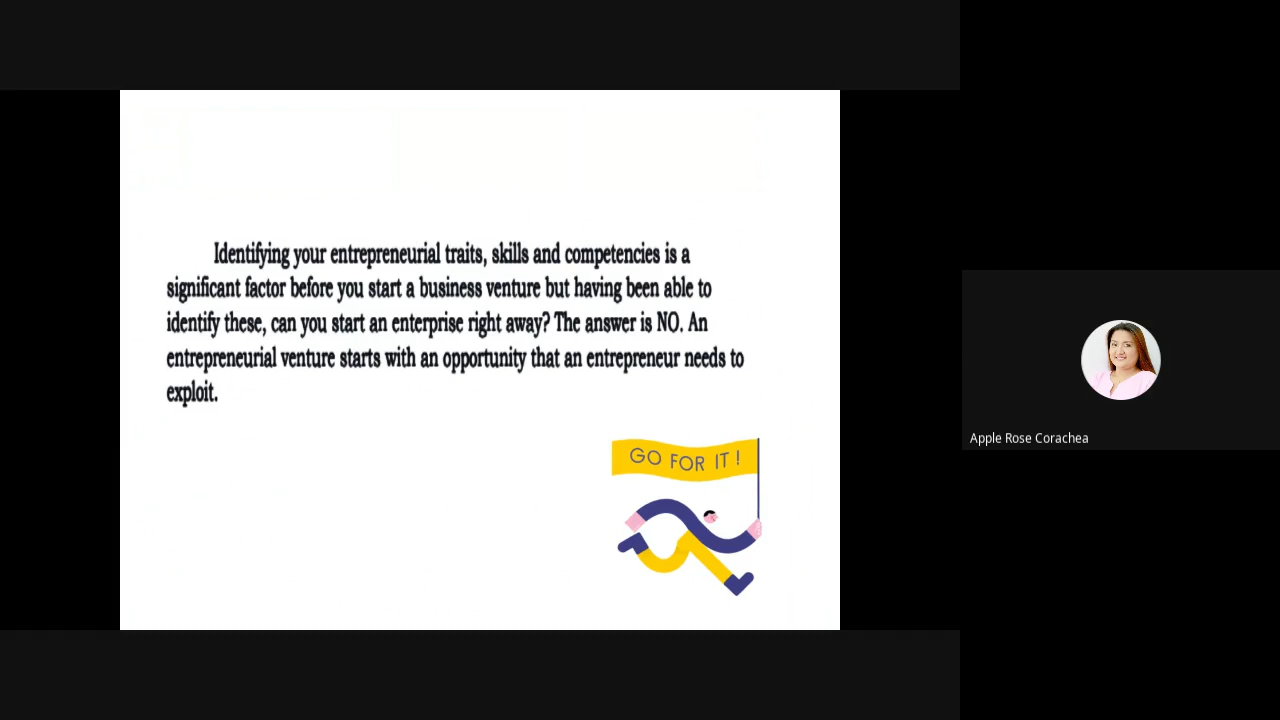 Identifying your entrepreneurial traits, skills and competencies is a
significant factor before you start a business venture but having been able to
identify these, can you start an enterprise right away? The answer is NO. An
entrepreneurial venture starts with an opportunity that an entrepreneur needs to
exploit.
GO FOR IT !
Apple Rose Corachea